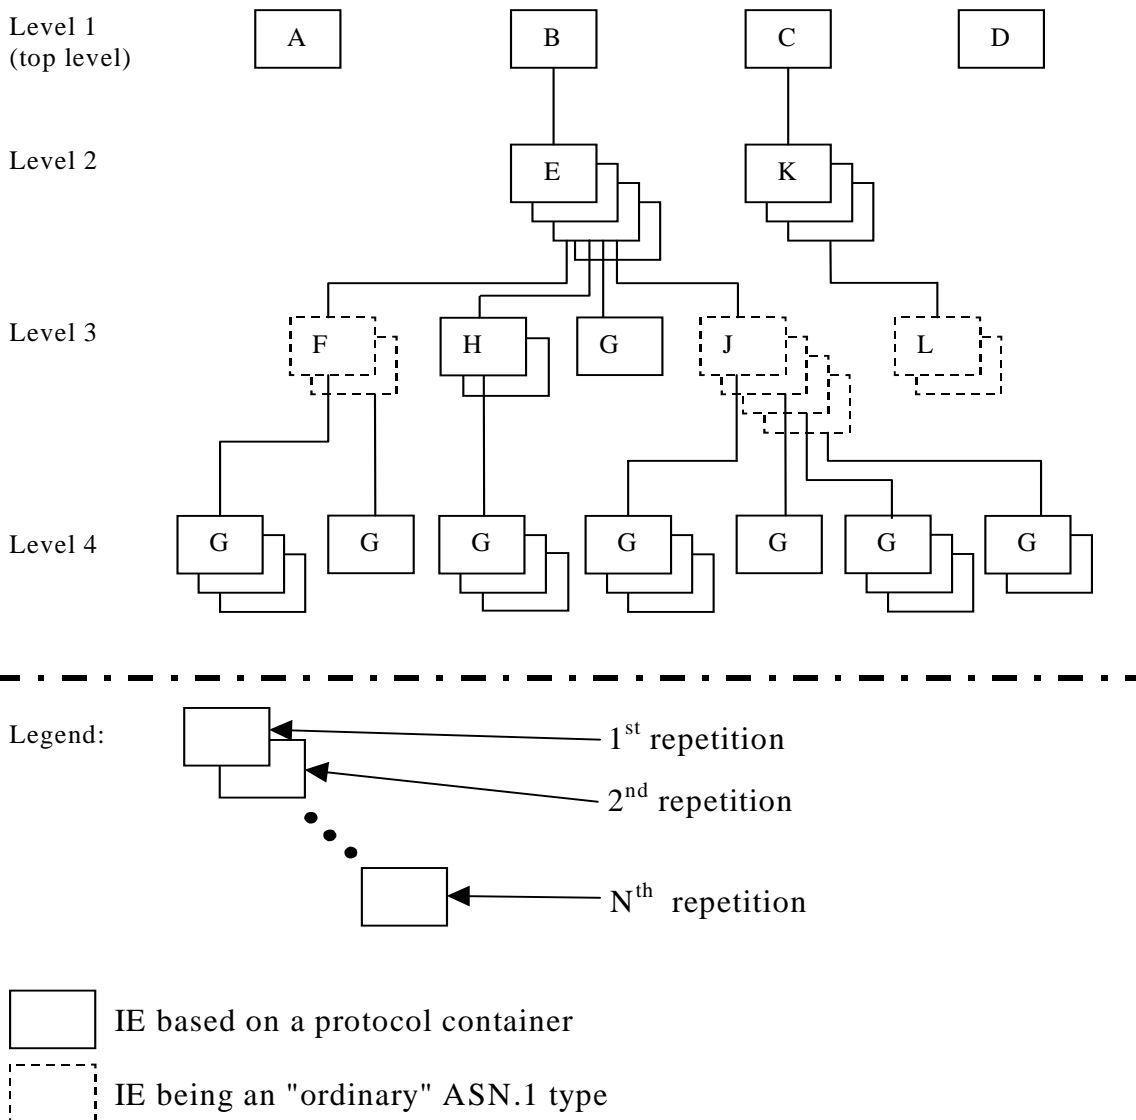 Level 1
(top level)
A B C D
Level 2
E K
Level 3
F H G J L
Level 4
G G G G G G G
Legend:
1st repetition
2nd repetition
Nth repetition
IE based on a protocol container
IE being an "ordinary" ASN.1 type